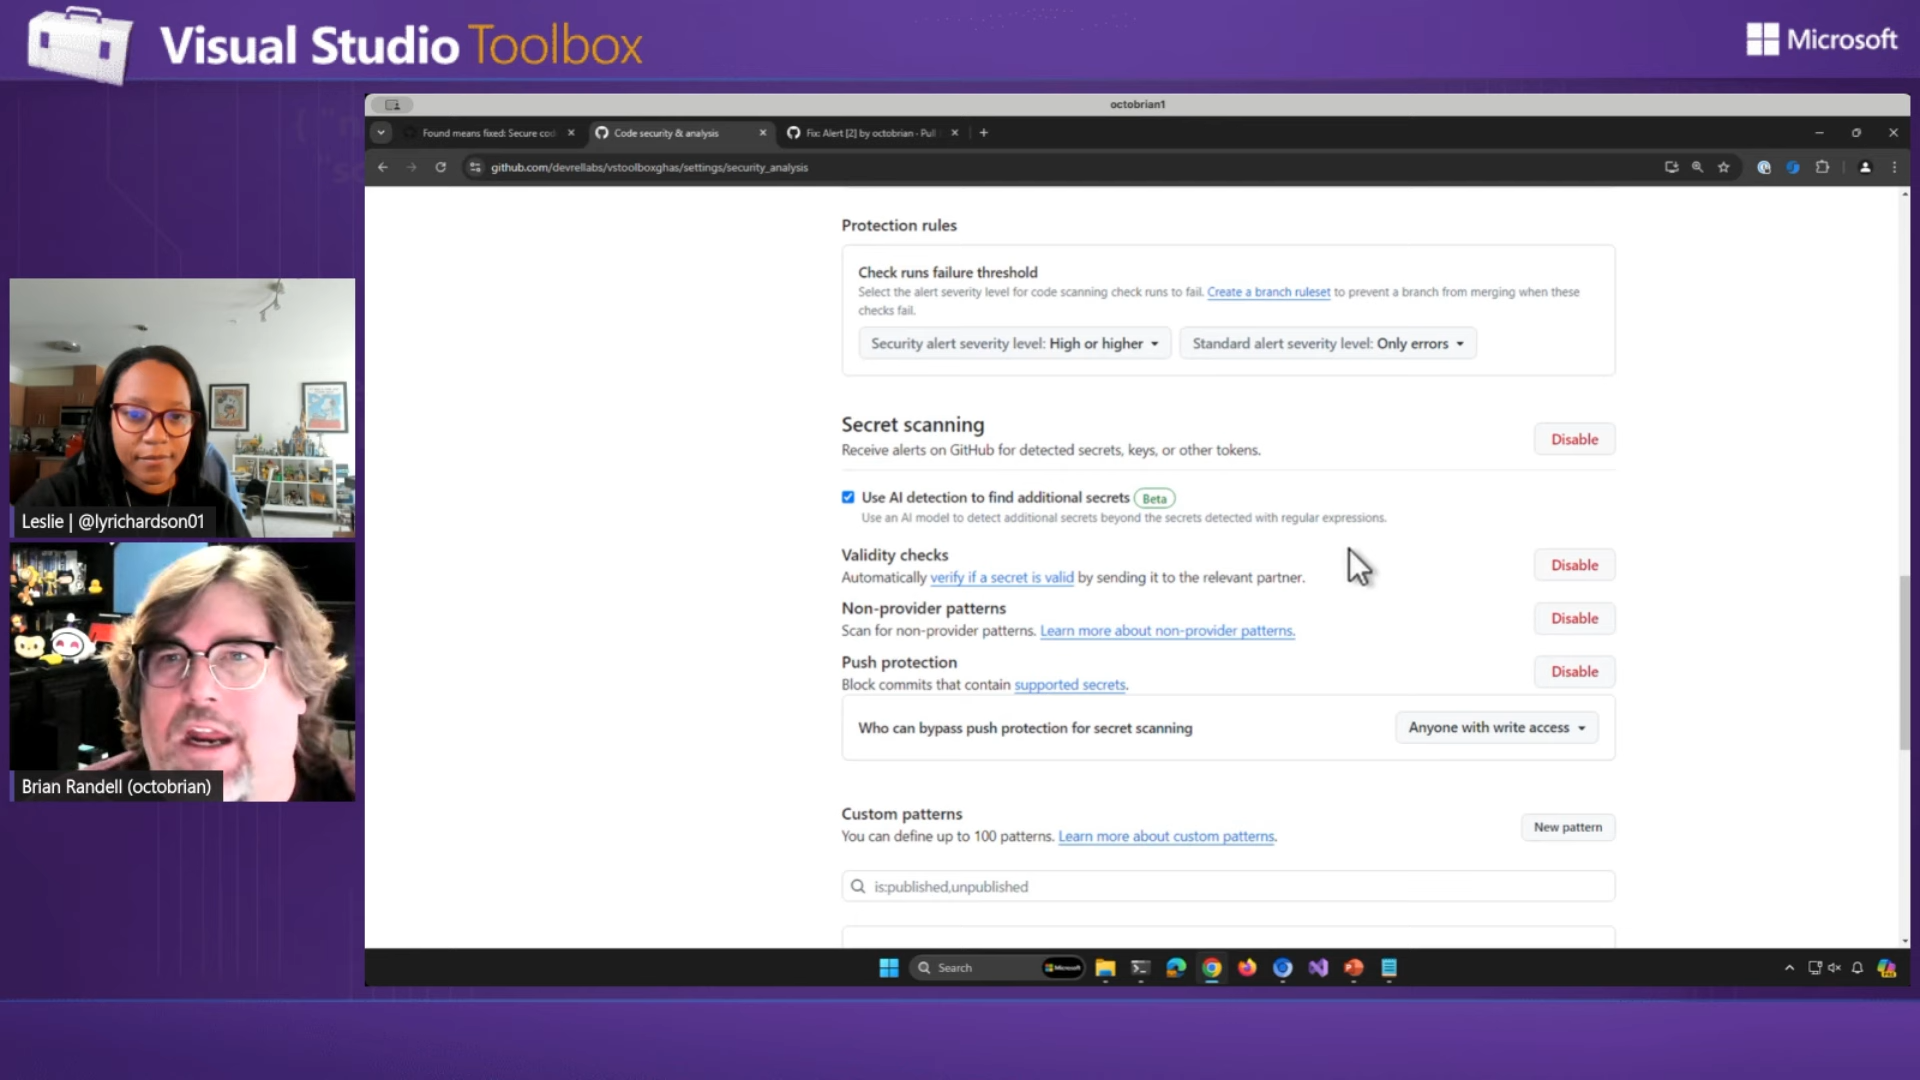 Visual Studio Toolbox
Microsoft
octobrian1
Found means fixed: Secure cod
Code security & analysis
Fix: Alert [2] by octobrian · Pull
github.com/devrellabs/vstoolboxghas/settings/security_analysis
Protection rules
Check runs failure threshold
Select the alert severity level for code scanning check runs to fail. Create a branch ruleset to prevent a branch from merging when these
checks fail.
Security alert severity level: High or higher
Standard alert severity level: Only errors
Secret scanning
Receive alerts on GitHub for detected secrets, keys, or other tokens.
Disable
Use AI detection to find additional secrets Beta
Use an AI model to detect additional secrets beyond the secrets detected with regular expressions.
Validity checks
Automatically verify if a secret is valid by sending it to the relevant partner.
Disable
Non-provider patterns
Scan for non-provider patterns. Learn more about non-provider patterns.
Disable
Push protection
Block commits that contain supported secrets.
Disable
Who can bypass push protection for secret scanning
Anyone with write access
Custom patterns
You can define up to 100 patterns. Learn more about custom patterns.
New pattern
is:published,unpublished
Leslie | @lyrichardson01
Brian Randell (octobrian)
Search
Microsoft